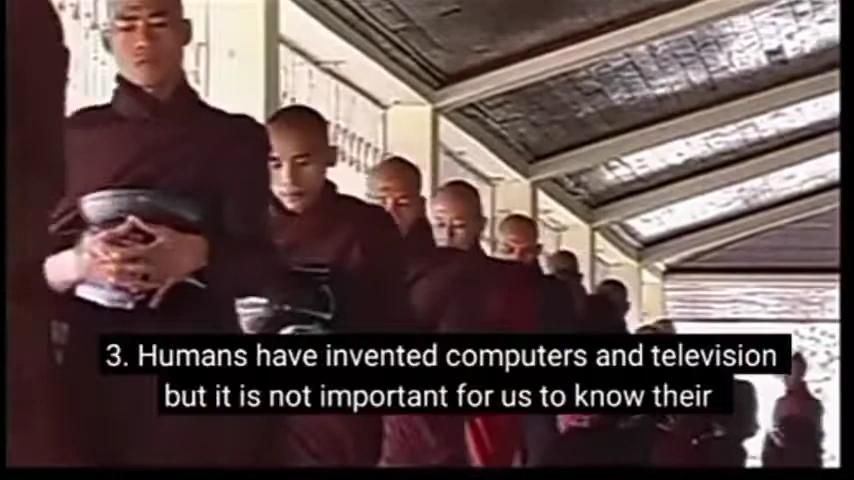 3. Humans have invented computers and television
but it is not important for us to know their